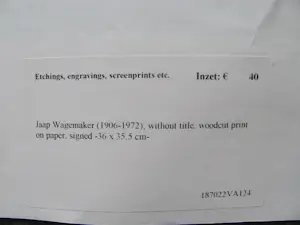 Etchings, engravings, screenprints etc. Inzet: € 40
Jaap Wagemaker (1906-1972), without title, woodcut print
on paper, signed -36 x 35.5 cm-
187022VA124